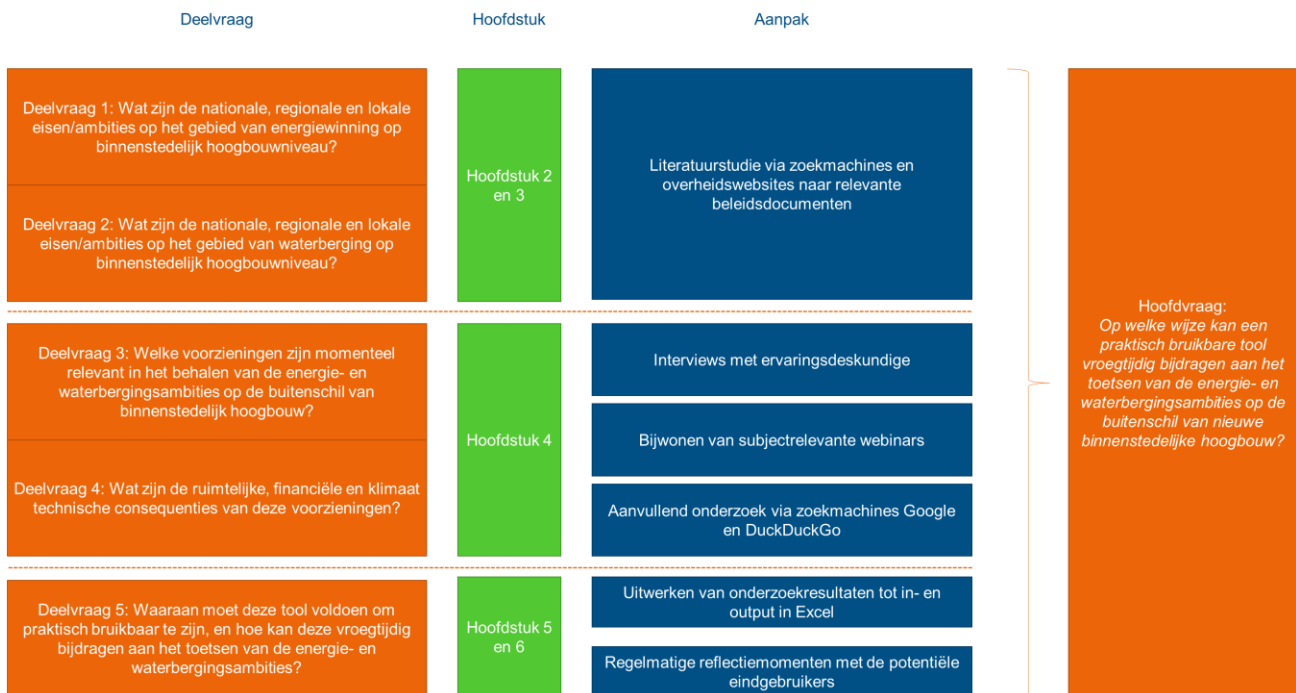 Deelvraag
Hoofdstuk
Aanpak
Deelvraag 1: Wat zijn de nationale, regionale en lokale
eisen/ambities op het gebied van energiewinning op
binnenstedelijk hoogbouwniveau?
Deelvraag 2: Wat zijn de nationale, regionale en lokale
eisen/ambities op het gebied van waterberging op
binnenstedelijk hoogbouwniveau?
Hoofdstuk 2
en 3
Literatuurstudie via zoekmachines en
overheidswebsites naar relevante
beleidsdocumenten
Deelvraag 3: Welke voorzieningen zijn momenteel
relevant in het behalen van de energie- en
waterbergingsambities op de buitenschil van
binnenstedelijk hoogbouw?
Deelvraag 4: Wat zijn de ruimtelijke, financiële en klimaat
technische consequenties van deze voorzieningen?
Hoofdstuk 4
Interviews met ervaringsdeskundige
Bijwonen van subjectrelevante webinars
Aanvullend onderzoek via zoekmachines Google
en DuckDuckGo
Deelvraag 5: Waaraan moet deze tool voldoen om
praktisch bruikbaar te zijn, en hoe kan deze vroegtijdig
bijdragen aan het toetsen van de energie- en
waterbergingsambities?
Hoofdstuk 5
en 6
Uitwerken van onderzoekresultaten tot in- en
output in Excel
Regelmatige reflectiemomenten met de potentiële
eindgebruikers
Hoofdvraag:
Op welke wijze kan een
praktisch bruikbare tool
vroegtijdig bijdragen aan het
toetsen van de energie- en
waterbergingsambities op de
buitenschil van nieuwe
binnenstedelijke hoogbouw?